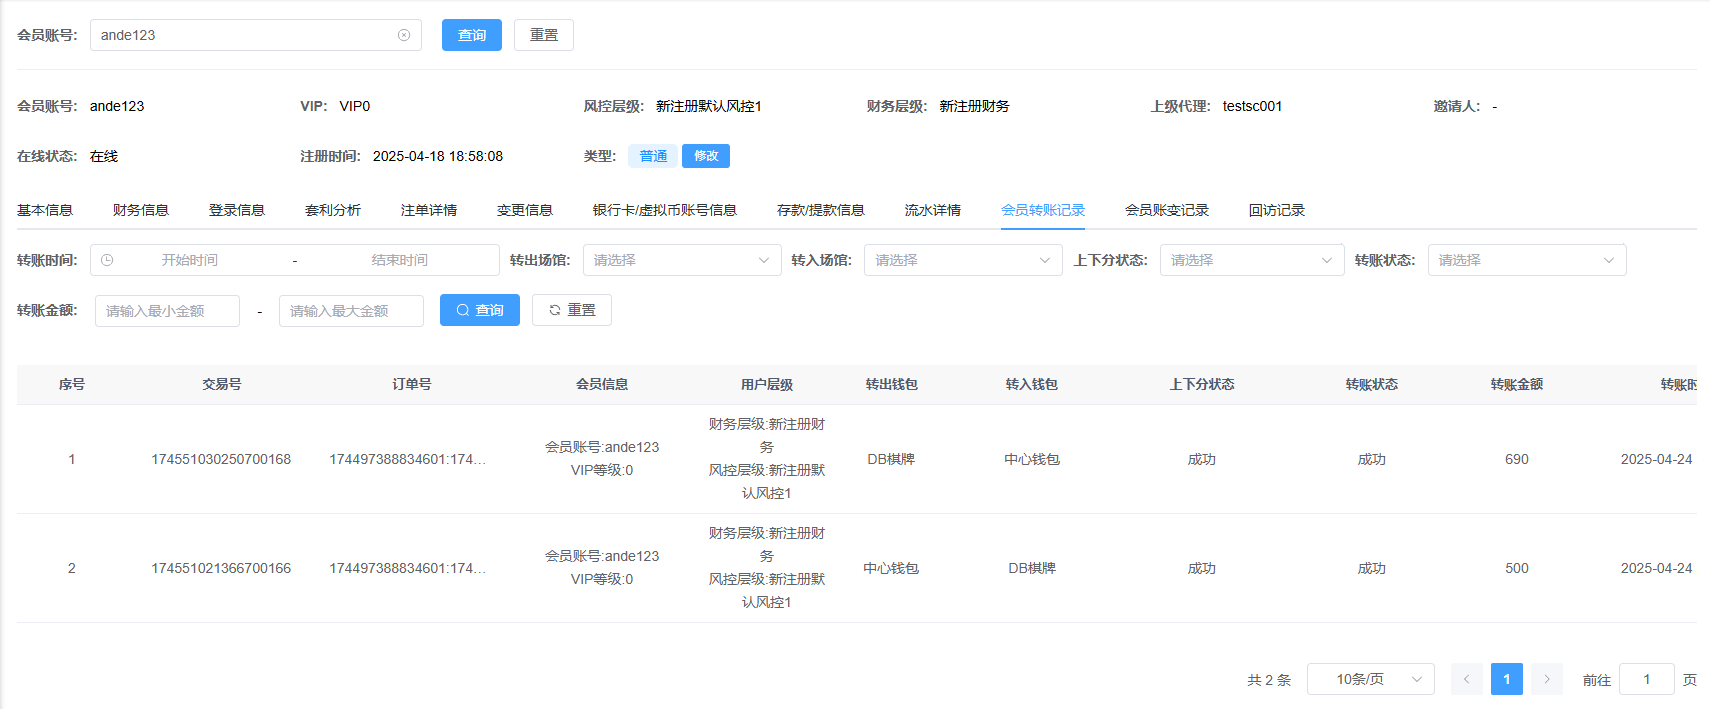 会员账号: ande123 查询 重置
会员账号: ande123 VIP: VIP0 风控层级: 新注册默认风控1 财务层级: 新注册财务 上级代理: testsc001 邀请人: -
在线状态: 在线 注册时间: 2025-04-18 18:58:08 类型: 普通 修改
基本信息 财务信息 登录信息 套利分析 注单详情 变更信息 银行卡/虚拟币账号信息 存款/提款信息 流水详情 会员转账记录 会员账变记录 回访记录
转账时间: 开始时间 - 结束时间 转出场馆: 请选择 转入场馆: 请选择 上下分状态: 请选择 转账状态: 请选择
转账金额: 请输入最小金额 - 请输入最大金额 查询 重置
序号 交易号 订单号 会员信息 用户层级 转出钱包 转入钱包 上下分状态 转账状态 转账金额 转账时
1 174551030250700168 174497388834601:174... 会员账号:ande123 VIP等级:0 财务层级:新注册财务 风控层级:新注册默认风控1 DB棋牌 中心钱包 成功 成功 690 2025-04-24
2 174551021366700166 174497388834601:174... 会员账号:ande123 VIP等级:0 财务层级:新注册财务 风控层级:新注册默认风控1 中心钱包 DB棋牌 成功 成功 500 2025-04-24
共 2 条 10条/页 1 前往 1 页